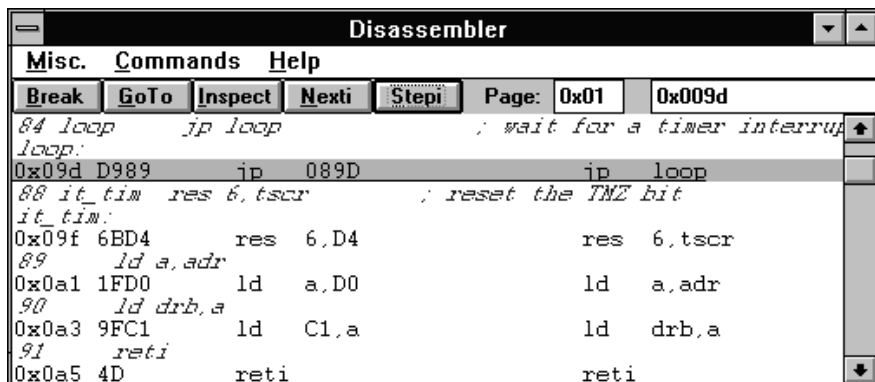 Disassembler
Misc. Commands Help
Break GoTo Inspect Nexti Stepi Page: 0x01 0x009d
84 loop jp loop ; wait for a timer interrup
loop:
0x09d D989 jp 089D jp loop
88 it_tim res 6,tscr ; reset the TMZ bit
it_tim:
0x09f 6BD4 res 6,D4 res 6,tscr
89 ld a,adr
0x0a1 1FD0 ld a,D0 ld a,adr
90 ld drb,a
0x0a3 9FC1 ld C1,a ld drb,a
91 reti
0x0a5 4D reti reti